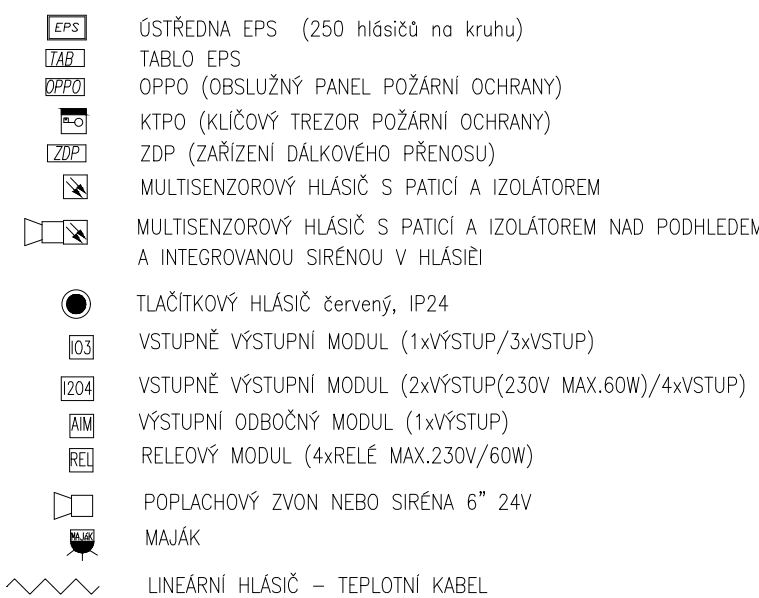 EPS ÚSTŘEDNA EPS (250 hlásičů na kruhu)
TAB TABLO EPS
OPPO OPPO (OBSLUŽNÝ PANEL POŽÁRNÍ OCHRANY)
KTPO (KLÍČOVÝ TREZOR POŽÁRNÍ OCHRANY)
ZDP ZDP (ZAŘÍZENÍ DÁLKOVÉHO PŘENOSU)
MULTISENZOROVÝ HLÁSIČ S PATICÍ A IZOLÁTOREM
MULTISENZOROVÝ HLÁSIČ S PATICÍ A IZOLÁTOREM NAD PODHLEDEM
A INTEGROVANOU SIRÉNOU V HLÁSIÈI
TLAČÍTKOVÝ HLÁSIČ červený, IP24
IO3 VSTUPNĚ VÝSTUPNÍ MODUL (1xVÝSTUP/3xVSTUP)
I204 VSTUPNĚ VÝSTUPNÍ MODUL (2xVÝSTUP(230V MAX.60W)/4xVSTUP)
AIM VÝSTUPNÍ ODBOČNÝ MODUL (1xVÝSTUP)
REL RELEOVÝ MODUL (4xRELÉ MAX.230V/60W)
POPLACHOVÝ ZVON NEBO SIRÉNA 6" 24V
MAJÁK MAJÁK
LINEÁRNÍ HLÁSIČ – TEPLOTNÍ KABEL